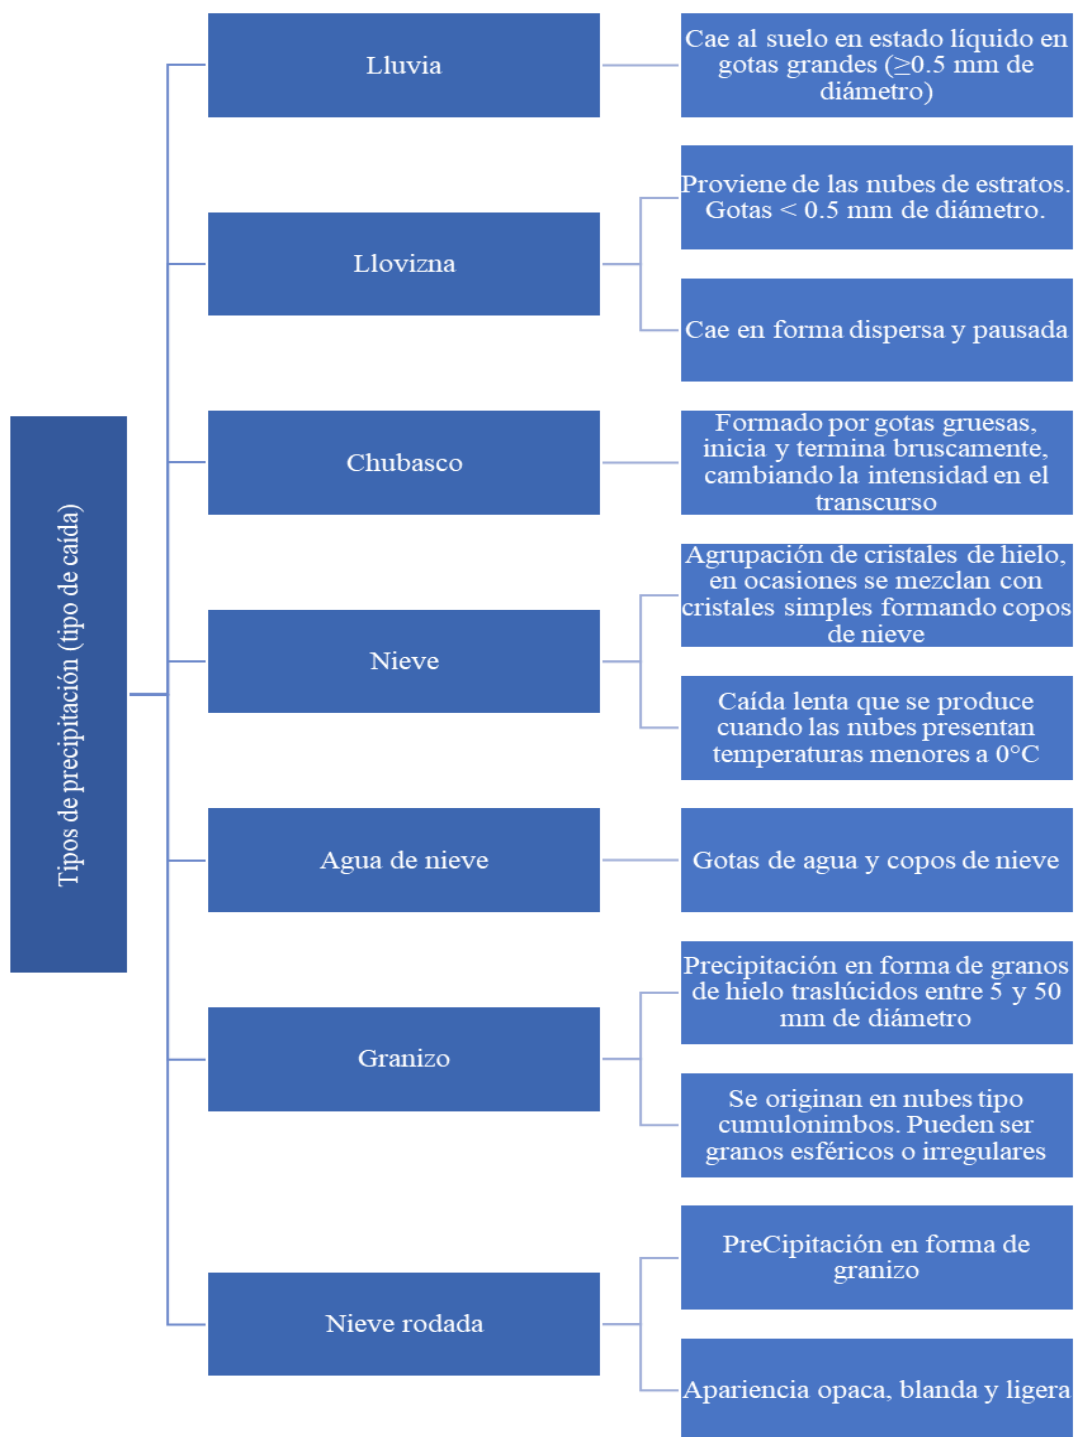 Tipos de precipitación (tipo de caída)
Lluvia
Cae al suelo en estado líquido en
gotas grandes (≥0.5 mm de
diámetro)
Llovizna
Proviene de las nubes de estratos.
Gotas < 0.5 mm de diámetro.
Cae en forma dispersa y pausada
Chubasco
Formado por gotas gruesas,
inicia y termina bruscamente,
cambiando la intensidad en el
transcurso
Nieve
Agrupación de cristales de hielo,
en ocasiones se mezclan con
cristales simples formando copos
de nieve
Caída lenta que se produce
cuando las nubes presentan
temperaturas menores a 0°C
Agua de nieve
Gotas de agua y copos de nieve
Granizo
Precipitación en forma de granos
de hielo traslúcidos entre 5 y 50
mm de diámetro
Se originan en nubes tipo
cumulonimbos. Pueden ser
granos esféricos o irregulares
Nieve rodada
PreCipitación en forma de
granizo
Apariencia opaca, blanda y ligera